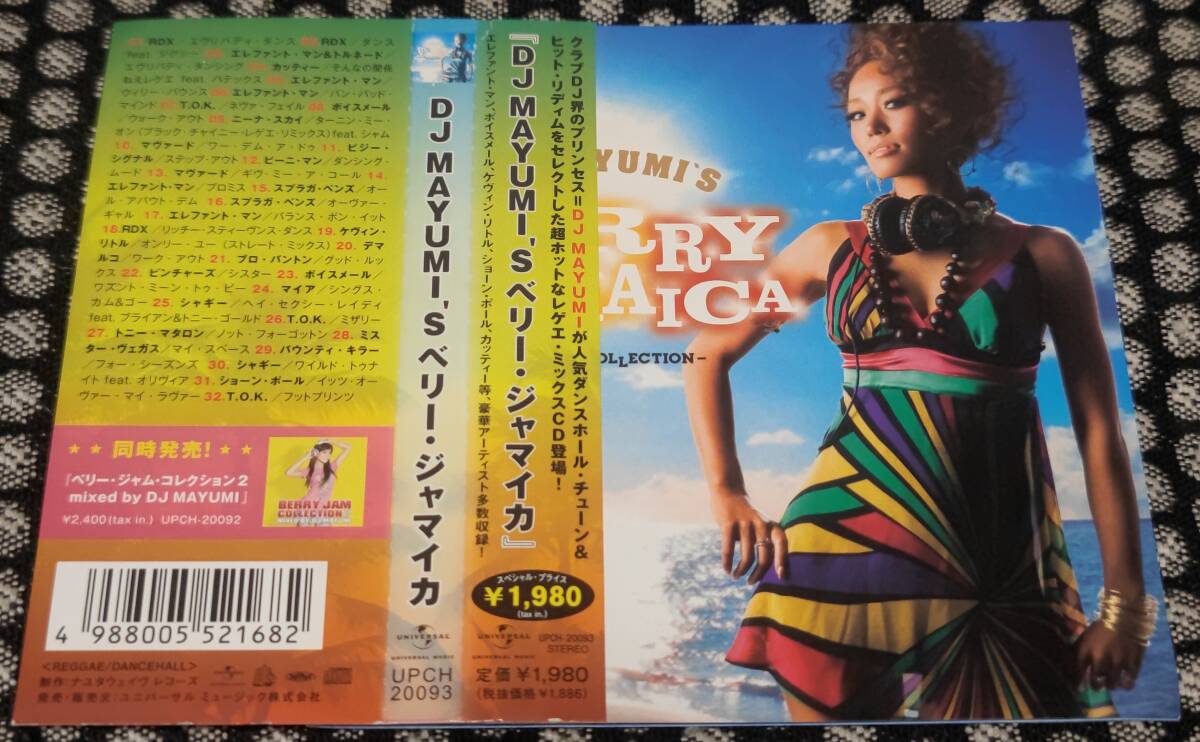 01. RDX/エヴリバディ・ダンス 02. RDX/ダンス
エレファント・マン&トルネード/
エヴリバディ・ダンシング 04. カッティー/そんなの関係
ねえレゲエ feat. バデックス 05. エレファント・マン/
ウィリー・バウンス 06. エレファント・マン/バン・バッド・
マインド 07. T.O.K./ネヴァ・フェイル 08. ボイスメール
/ウォーク・アウト 09. ニーナ・スカイ/ターニン・ミー・
オン(ブラック・チャイニー・レゲエ・リミックス)feat. シャム
10. マヴァード/ワー・デム・ア・ドゥ 11. ビジー・
シグナル/ステップ・アウト 12. ビーニ・マン/ダンシング・
ムード 13. マヴァード/ギヴ・ミー・ア・コール 14.
エレファント・マン/プロミス 15. スプラガ・ベンズ/オー
ル・アバウト・デム 16. スプラガ・ベンズ/オーヴァー・
ギャル 17. エレファント・マン/バランス・ボン・イット
18.RDX/リッチー・スティーヴンス・ダンス 19. ケヴィン・
リトル/オンリー・ユー(ストレート・ミックス) 20. デマ
ルコ/ワーク・アウト 21. ブロ・バントン/グッド・ルッ
クス 22. ピンチャーズ/シスター 23. ボイスメール/
ワズント・ミーン・トゥ・ビー 24. マイア/シングス・
カム&ゴー 25. シャギー/ヘイ・セクシー・レイディ
feat. ブライアン&トニー・ゴールド 26.T.O.K./ミザリー
27. トニー・マタロン/ノット・フォーゴットン 28. ミス
ター・ヴェガス/マイ・スペース 29. バウンティ・キラー
/フォー・シーズンズ 30. シャギー/ワイルド・トゥナ
イト feat. オリヴィア 31. ショーン・ポール/イッツ・オー
ヴァー・マイ・ラヴァー 32.T.O.K./フットプリンツ
★★ 同時発売! ★★
『ベリー・ジャム・コレクション2
mixed by DJ MAYUMI』
¥2,400(tax in.) UPCH-20092
BERRY JAM
COLLECTION 2
MIXED BY DJ MAYUMI
4 988005 521682
<REGGAE/DANCEHALL>
制作:ナユタウェイヴ レコーズ
発売・販売元:ユニバーサル ミュージック株式会社
DJ MAYUMI'S ベリー・ジャマイカ
UNIVERSAL
UNIVERSAL MUSIC
UPCH
20093
クラブDJ界のプリンセス=DJ MAYUMIが人気ダンスホール・チューン&
ヒット・リディムをセレクトした超ホットなレゲエ・ミックスCD登場!
『DJ MAYUMI'S ベリー・ジャマイカ』
エレファント・マン、ボイスメール、ケヴィン・リトル、ショーン・ポール、カッティー等、豪華アーティスト多数収録!
スペシャル・プライス
¥1,980
(tax in.)
UNIVERSAL
UNIVERSAL MUSIC
UPCH-20093
STEREO
定価 ¥1,980
(税抜価格 ¥1,886)
YUMI'S
RRY
AICA
OLLECTION-